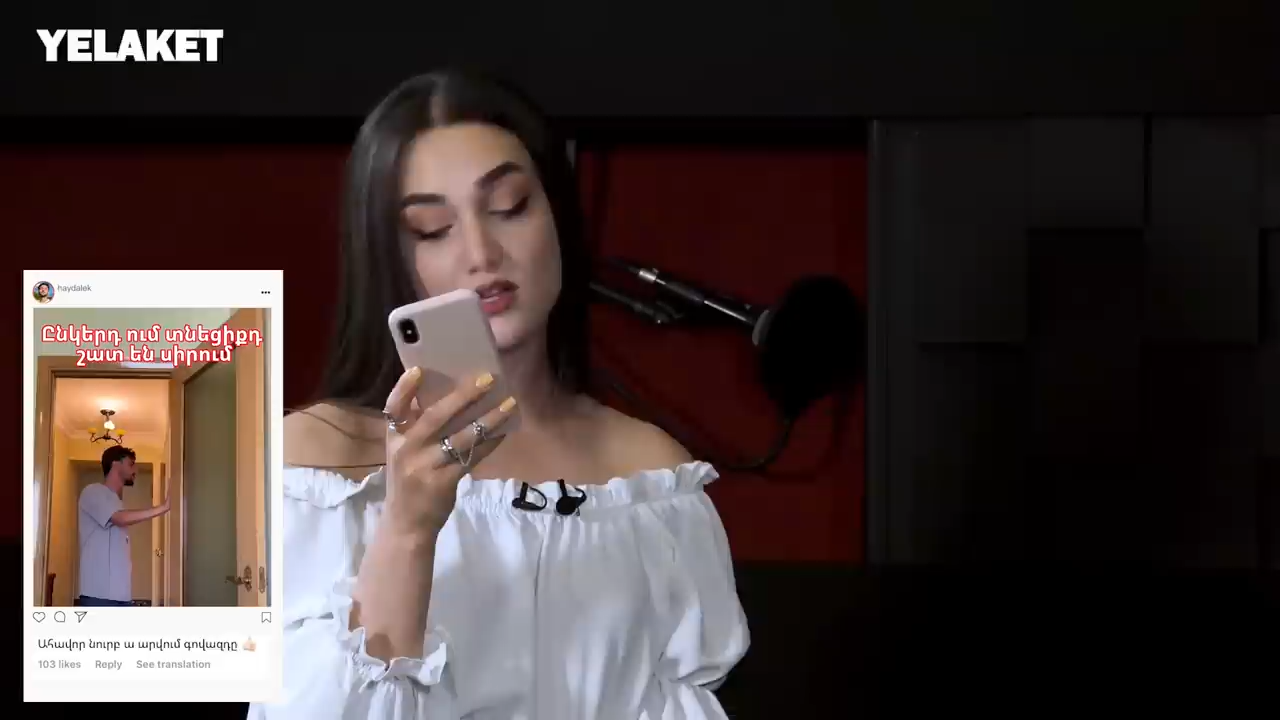 YELAKET
haydalek
Ընկերդ ում տնեցիքդ
շատ են սիրում
Ահավոր նուրբ ա արվում գովազդը 👍🏻
103 likes Reply See translation